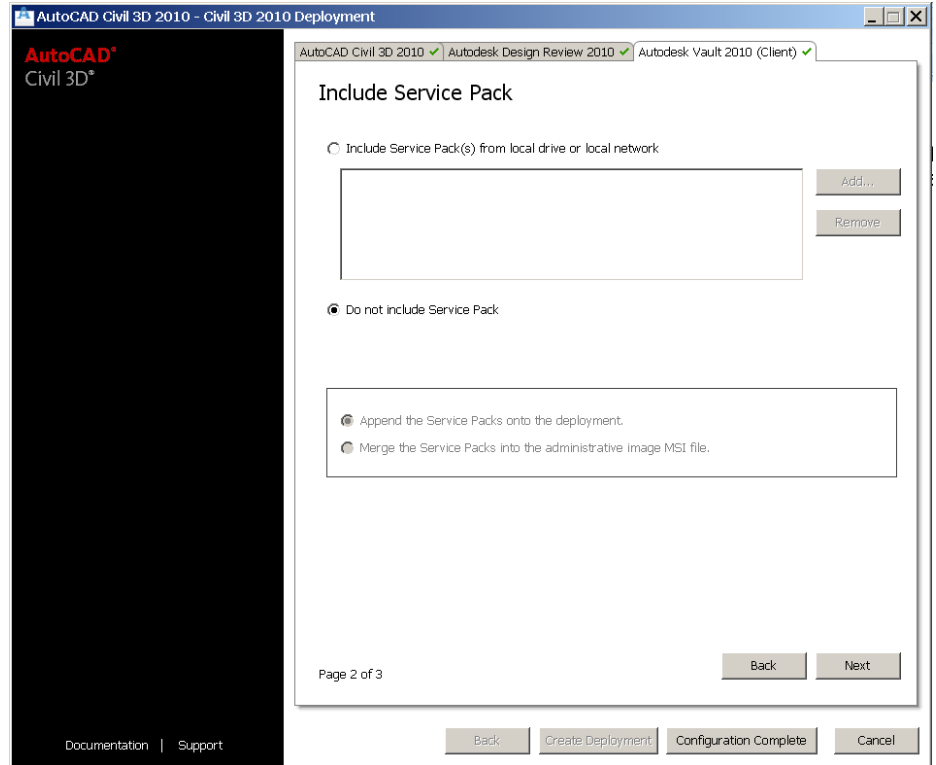 AutoCAD Civil 3D 2010 - Civil 3D 2010 Deployment
AutoCAD®
Civil 3D®
AutoCAD Civil 3D 2010
Autodesk Design Review 2010
Autodesk Vault 2010 (Client)
Include Service Pack
Include Service Pack(s) from local drive or local network
Add...
Remove
Do not include Service Pack
Append the Service Packs onto the deployment.
Merge the Service Packs into the administrative image MSI file.
Page 2 of 3
Back
Next
Documentation | Support
Back
Create Deployment
Configuration Complete
Cancel